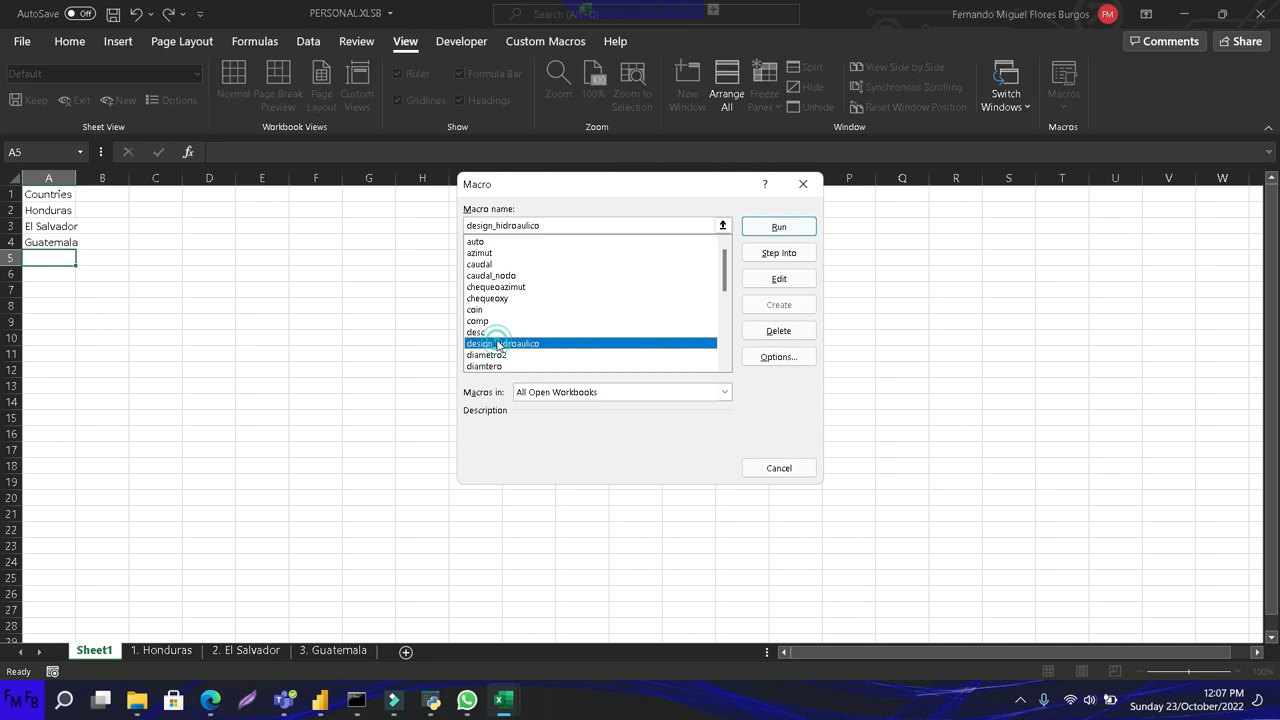 AutoSave Off PERSONAL.XLSB Search (Alt+Q) Fernando Miguel Flores Burgos FM
File Home Insert Page Layout Formulas Data Review View Developer Custom Macros Help Comments Share
Default
Keep Exit New Options
Sheet View
Normal Page Break Preview Page Layout Custom Views
Workbook Views
Ruler Formula Bar
Gridlines Headings
Show
Zoom 100% Zoom to Selection
Zoom
New Window Arrange All Freeze Panes
Split
Hide
Unhide
View Side by Side
Synchronous Scrolling
Reset Window Position
Switch Windows
Window
Macros
Macros
A5 fx
A B C D E F G H P Q R S T U V W
1 Countries
2 Honduras
3 El Salvador
4 Guatemala
5
6
7
8
9
10
11
12
13
14
15
16
17
18
19
20
21
22
23
24
25
26
27
28
29
Macro ?
Macro name:
design_hidroaulico
auto
azimut
caudal
caudal_nodo
chequeoazimut
chequeoxy
coin
comp
desc
design_hidroaulico
diametro2
diamtero
Run
Step Into
Edit
Create
Delete
Options...
Macros in: All Open Workbooks
Description
Cancel
Sheet1 1. Honduras 2. El Salvador 3. Guatemala
Ready 100%
FM FB
12:07 PM
Sunday 23/October/2022